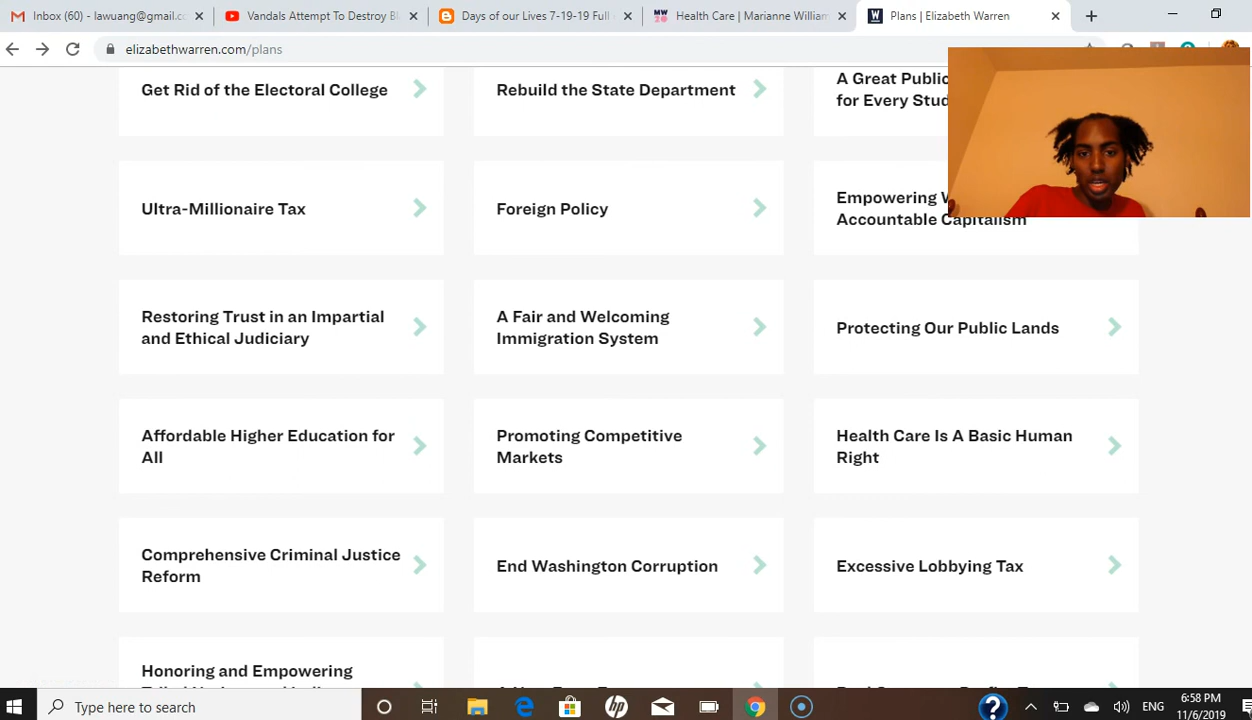 Inbox (60) - lawuang@gmail.c
Vandals Attempt To Destroy Bl
Days of our Lives 7-19-19 Full
MW 20
Health Care | Marianne William
W
Plans | Elizabeth Warren
elizabethwarren.com/plans
Get Rid of the Electoral College
Rebuild the State Department
A Great Public
for Every Stud
Ultra-Millionaire Tax
Foreign Policy
Empowering
Accountable Capitalism
Restoring Trust in an Impartial
and Ethical Judiciary
A Fair and Welcoming
Immigration System
Protecting Our Public Lands
Affordable Higher Education for
All
Promoting Competitive
Markets
Health Care Is A Basic Human
Right
Comprehensive Criminal Justice
Reform
End Washington Corruption
Excessive Lobbying Tax
Honoring and Empowering
Type here to search
hp
?
ENG
6:58 PM
11/6/2019